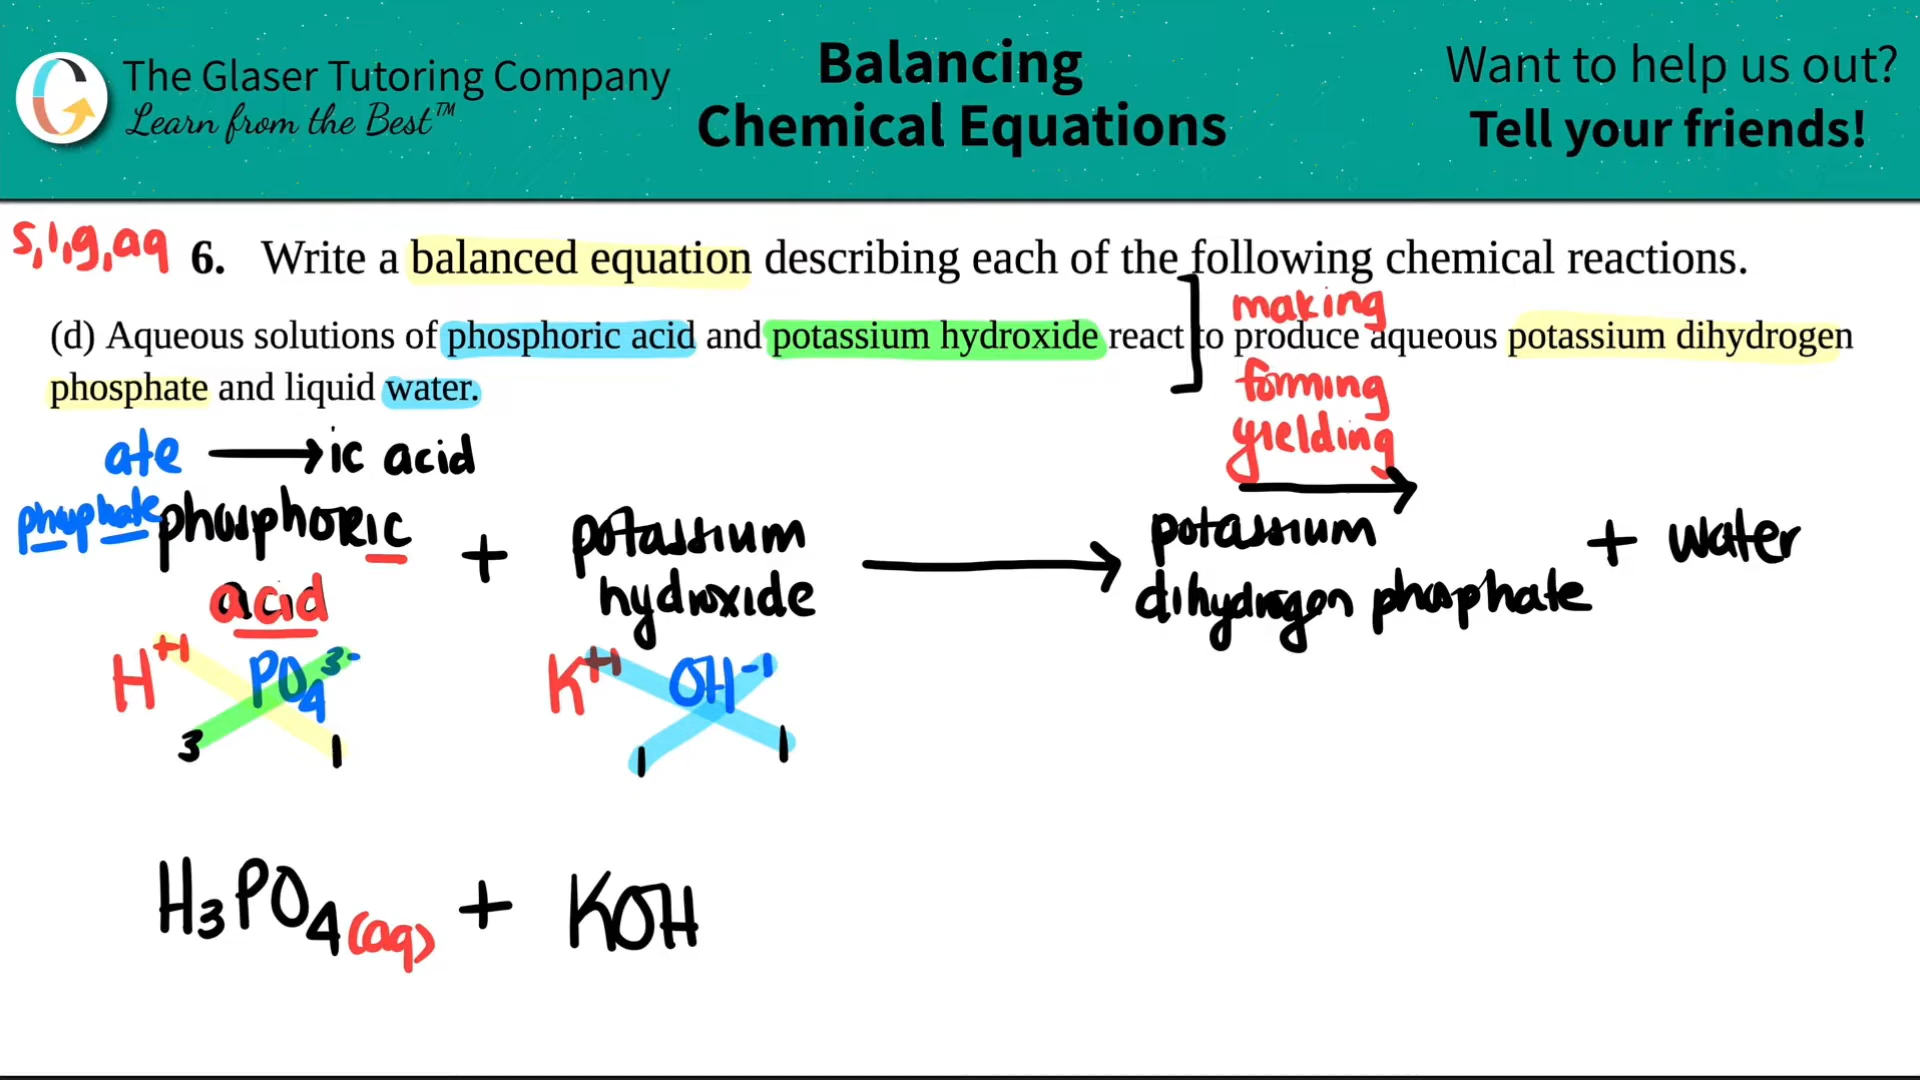 The Glaser Tutoring Company
Learn from the Best™
Balancing
Chemical Equations
Want to help us out?
Tell your friends!
s, l, g, aq
6. Write a balanced equation describing each of the following chemical reactions.
(d) Aqueous solutions of phosphoric acid and potassium hydroxide react to produce aqueous potassium dihydrogen
phosphate and liquid water.
making
forming
yielding
ate → ic acid
phosphate
phosphoric acid + potassium hydroxide → potassium dihydrogen phosphate + water
H⁺¹ PO₄³⁻ K⁺¹ OH⁻¹
3 1 1 1
H₃PO₄(aq) + KOH